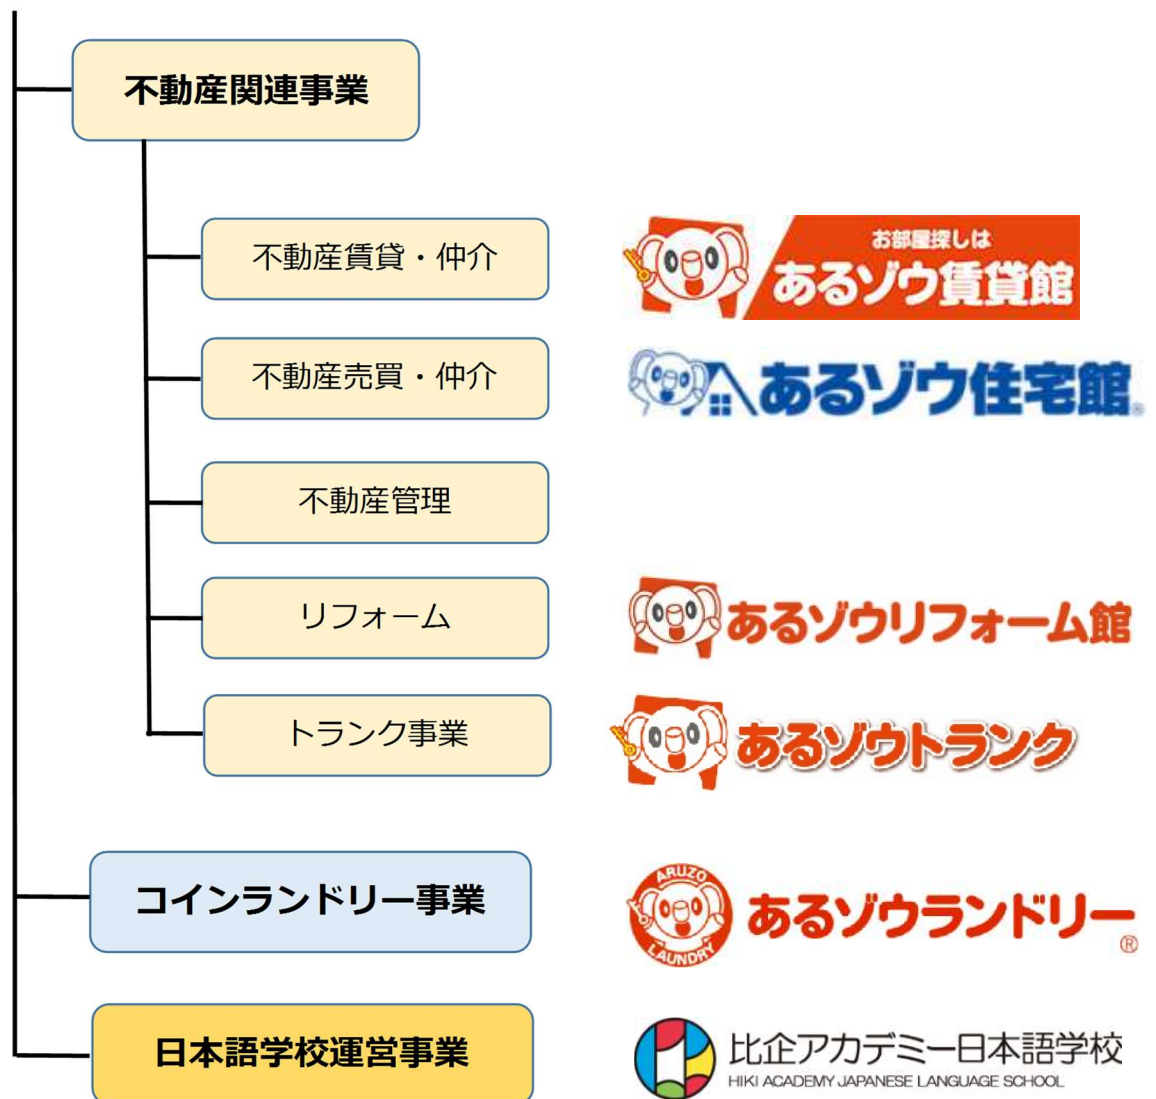 不動産関連事業
不動産賃貸・仲介
お部屋探しは
あるゾウ賃貸館
不動産売買・仲介
あるゾウ住宅館®
不動産管理
リフォーム
あるゾウリフォーム館
トランク事業
あるゾウトランク
コインランドリー事業
ARUZO
LAUNDRY
あるゾウランドリー
®
日本語学校運営事業
比企アカデミー日本語学校
HIKI ACADEMY JAPANESE LANGUAGE SCHOOL